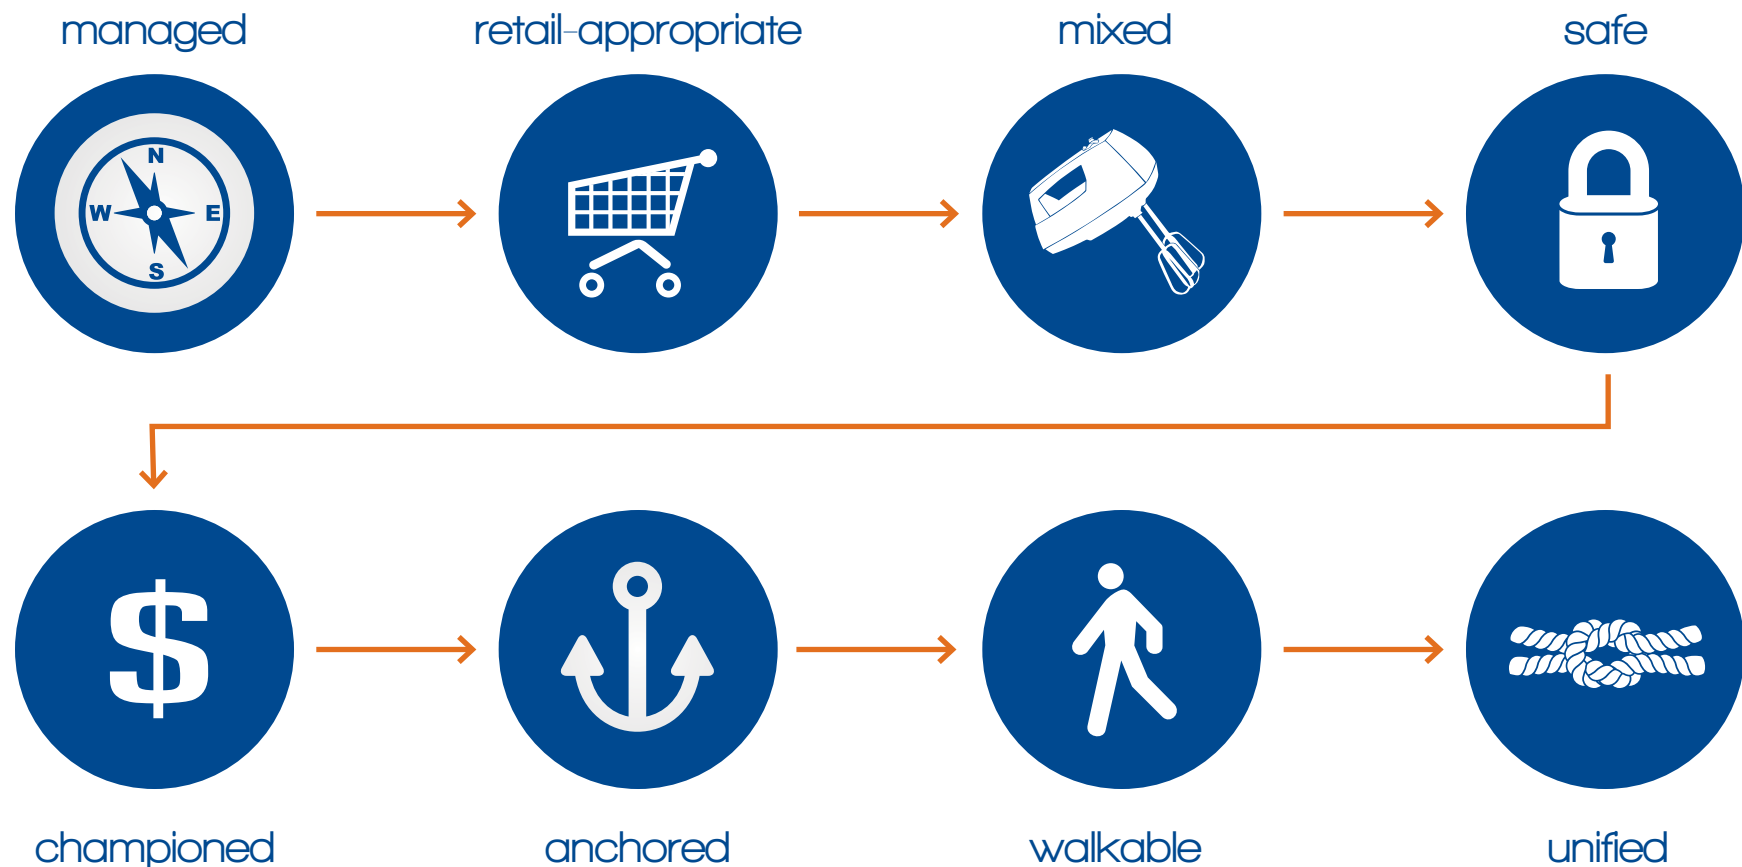 managed
retail-appropriate
mixed
safe
N
W E
S
$
championed
anchored
walkable
unified